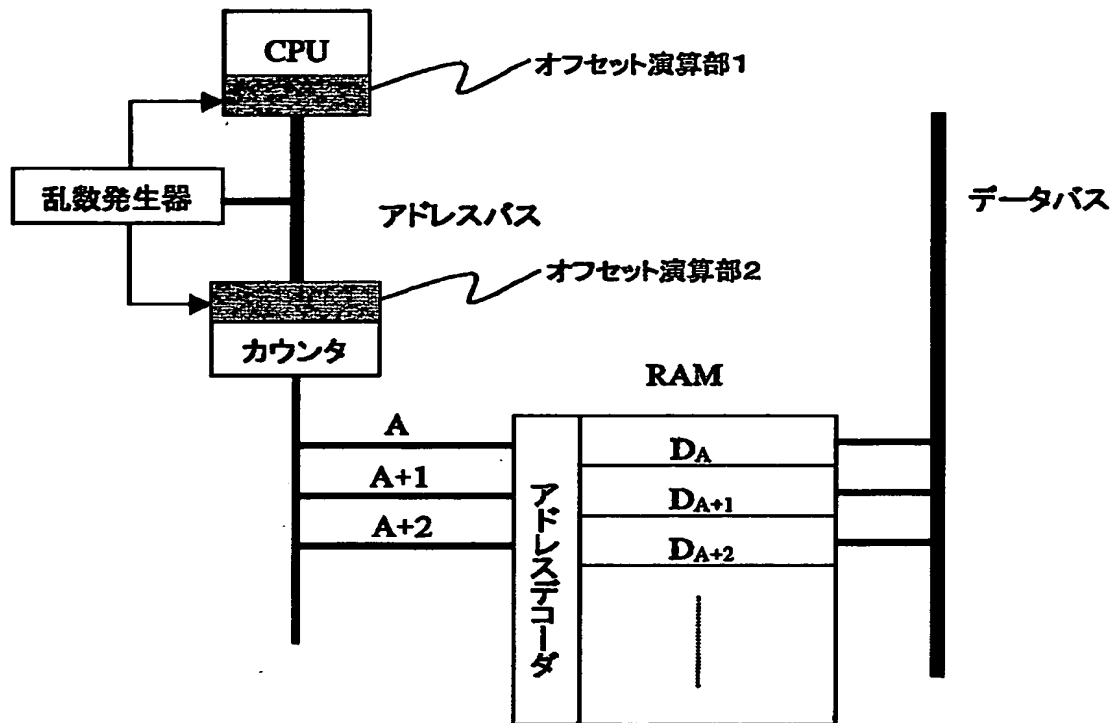 CPU
オフセット演算部1
乱数発生器
アドレスバス
データバス
オフセット演算部2
カウンタ
RAM
A
A+1
A+2
アドレスデコーダ
DA
DA+1
DA+2